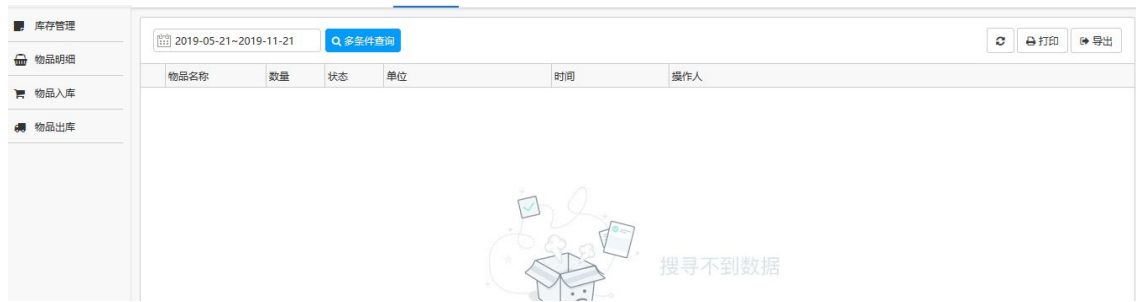 库存管理
物品明细
物品入库
物品出库
2019-05-21~2019-11-21 多条件查询 打印 导出
物品名称 数量 状态 单位 时间 操作人
搜寻不到数据